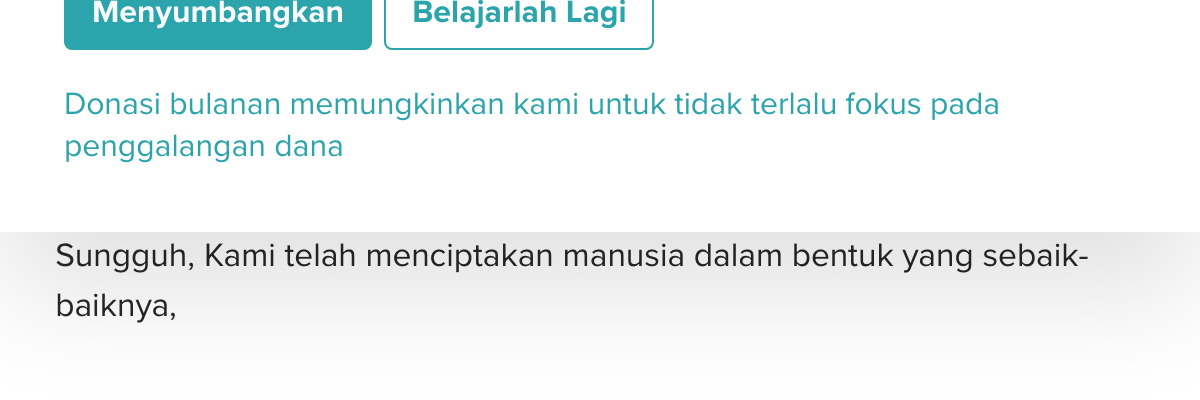 Menyumbangkan
Belajarlah Lagi
Donasi bulanan memungkinkan kami untuk tidak terlalu fokus pada
penggalangan dana
Sungguh, Kami telah menciptakan manusia dalam bentuk yang sebaik-
baiknya,